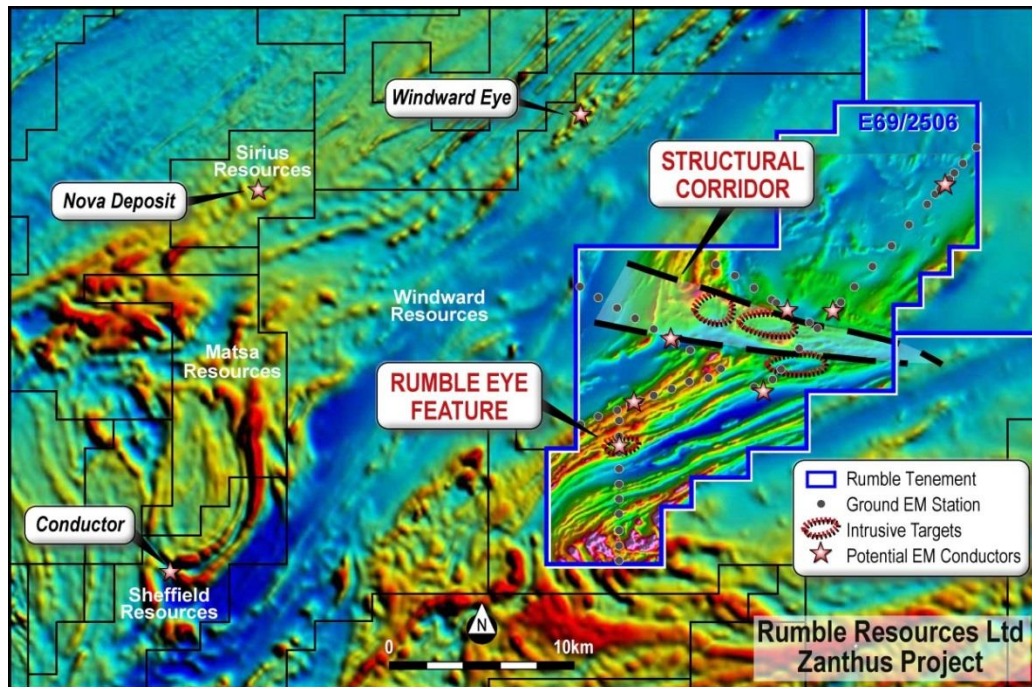 Windward Eye
E69/2506
Sirius
Resources
STRUCTURAL
CORRIDOR
Nova Deposit
Windward
Resources
Matsa
Resources
RUMBLE EYE
FEATURE
Rumble Tenement
Ground EM Station
Intrusive Targets
Potential EM Conductors
Conductor
Sheffield
Resources
N
0
10km
Rumble Resources Ltd
Zanthus Project